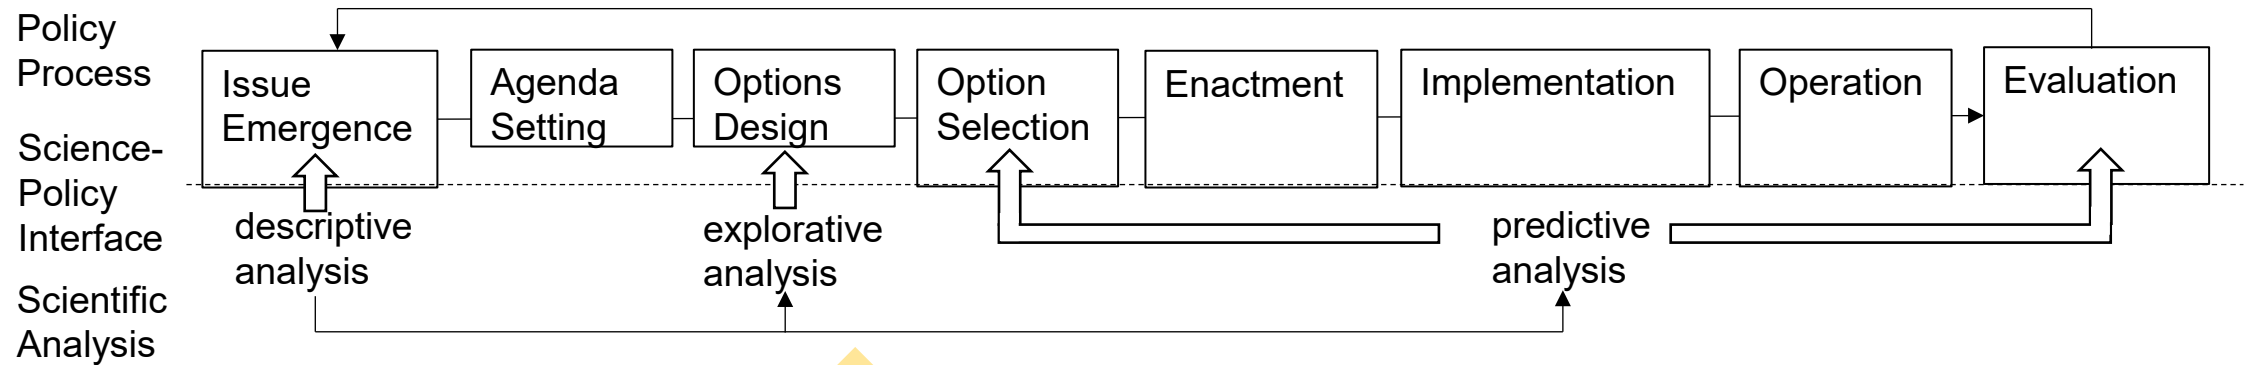 Policy
Process
Issue
Emergence
Agenda
Setting
Options
Design
Option
Selection
Enactment
Implementation
Operation
Evaluation
Science-
Policy
Interface
descriptive
analysis
explorative
analysis
predictive
analysis
Scientific
Analysis